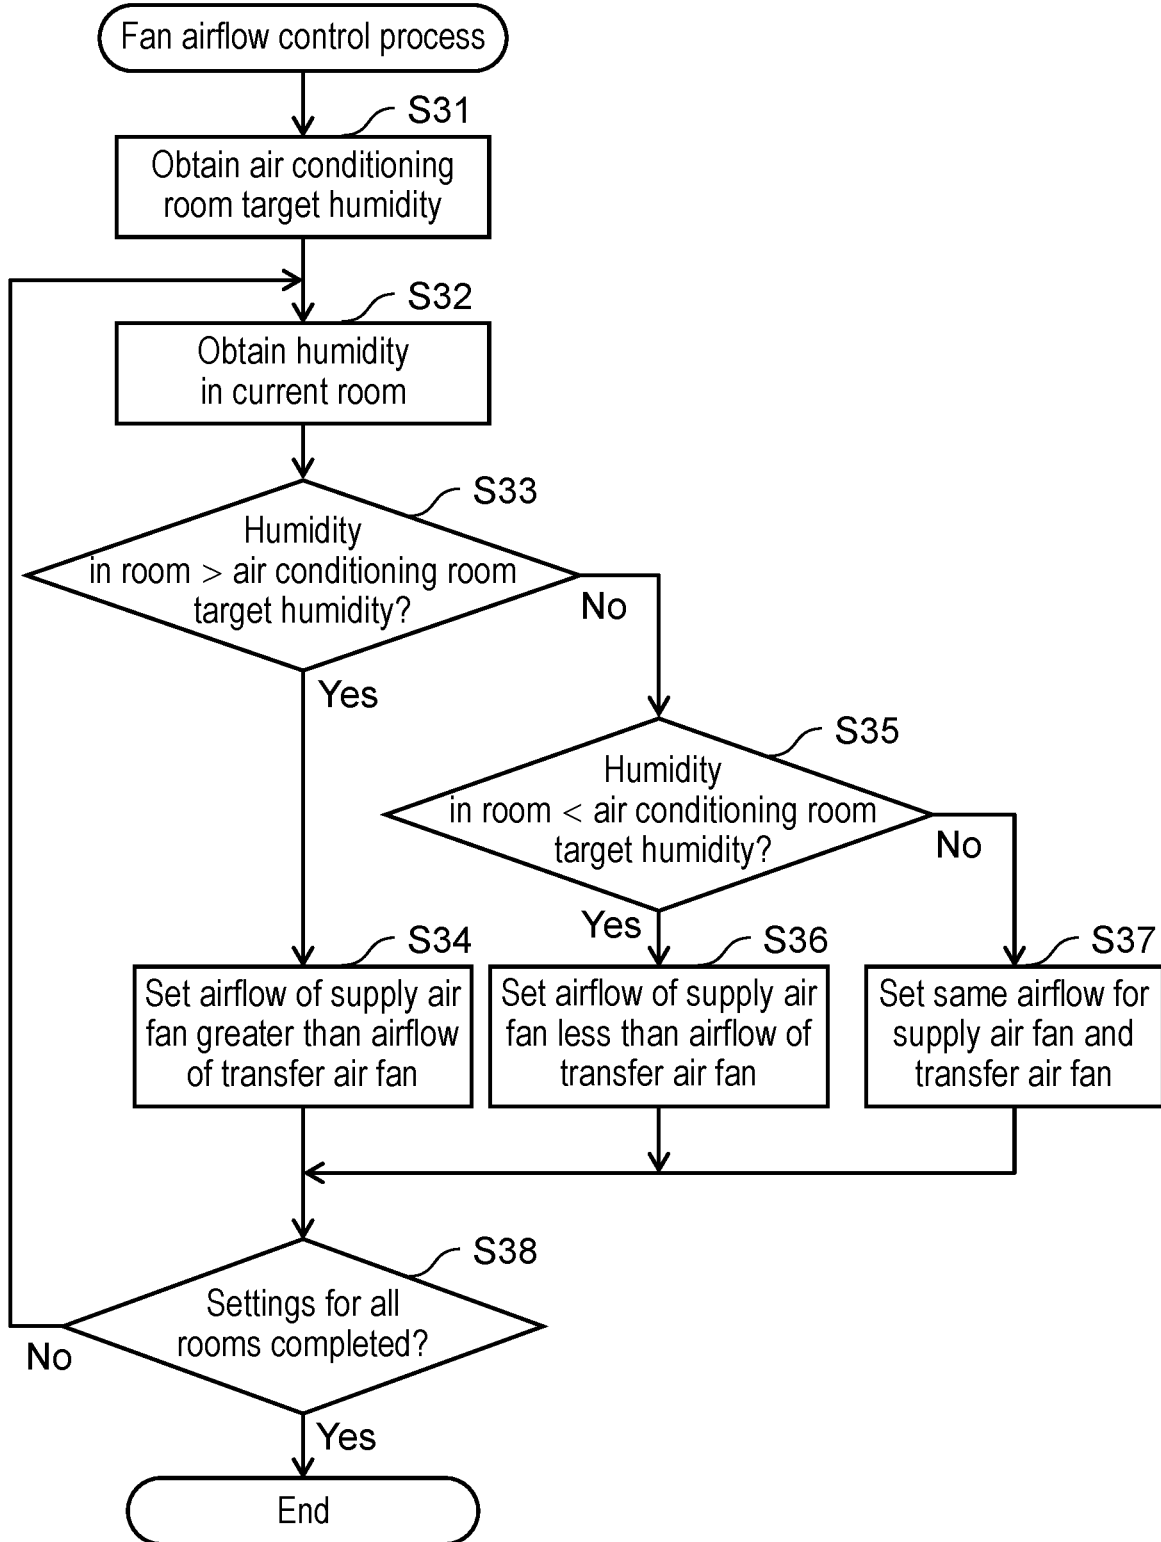 Fan airflow control process
S31
Obtain air conditioning
room target humidity
S32
Obtain humidity
in current room
S33
Humidity
in room > air conditioning room
target humidity?
No
Yes
S35
Humidity
in room < air conditioning room
target humidity?
No
Yes
S34
Set airflow of supply air
fan greater than airflow
of transfer air fan
S36
Set airflow of supply air
fan less than airflow of
transfer air fan
S37
Set same airflow for
supply air fan and
transfer air fan
S38
Settings for all
rooms completed?
No
Yes
End